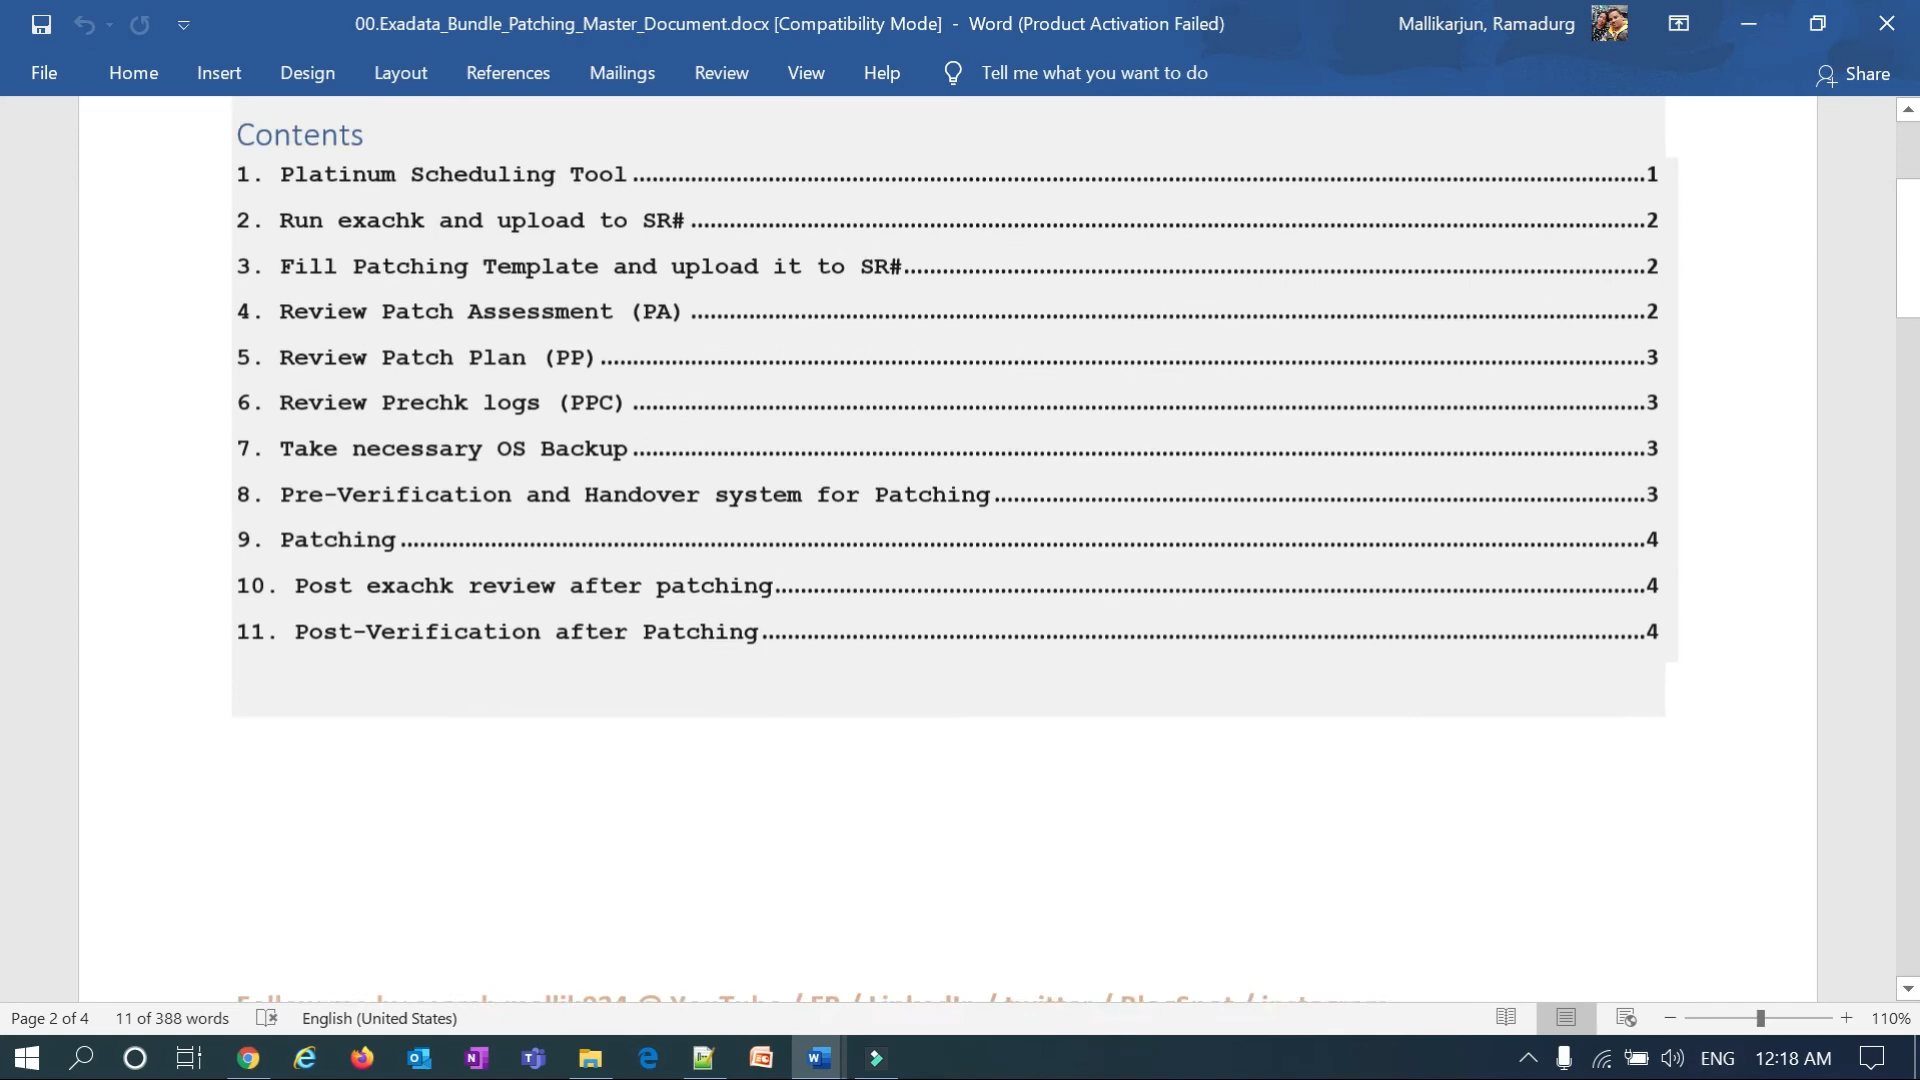 00.Exadata_Bundle_Patching_Master_Document.docx [Compatibility Mode] - Word (Product Activation Failed)
Mallikarjun, Ramadurg
File Home Insert Design Layout References Mailings Review View Help Tell me what you want to do Share
Contents
1. Platinum Scheduling Tool 1
2. Run exachk and upload to SR# 2
3. Fill Patching Template and upload it to SR# 2
4. Review Patch Assessment (PA) 2
5. Review Patch Plan (PP) 3
6. Review Prechk logs (PPC) 3
7. Take necessary OS Backup 3
8. Pre-Verification and Handover system for Patching 3
9. Patching 4
10. Post exachk review after patching 4
11. Post-Verification after Patching 4
Page 2 of 4 11 of 388 words English (United States) 110%
ENG 12:18 AM